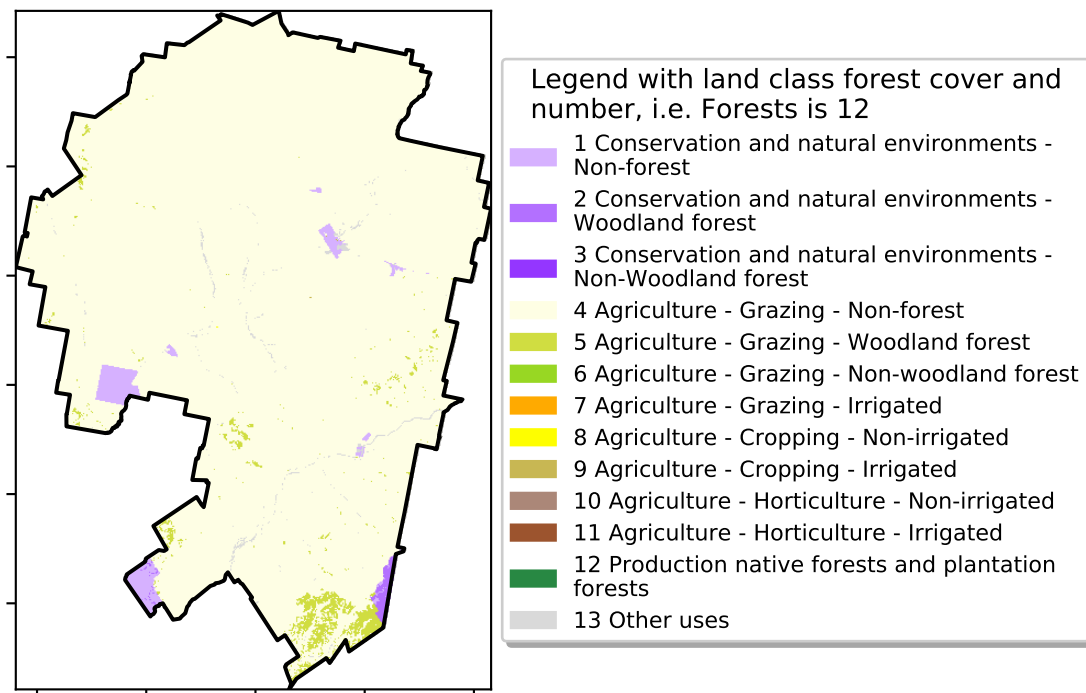 Legend with land class forest cover and
number, i.e. Forests is 12
1 Conservation and natural environments -
Non-forest
2 Conservation and natural environments -
Woodland forest
3 Conservation and natural environments -
Non-Woodland forest
4 Agriculture - Grazing - Non-forest
5 Agriculture - Grazing - Woodland forest
6 Agriculture - Grazing - Non-woodland forest
7 Agriculture - Grazing - Irrigated
8 Agriculture - Cropping - Non-irrigated
9 Agriculture - Cropping - Irrigated
10 Agriculture - Horticulture - Non-irrigated
11 Agriculture - Horticulture - Irrigated
12 Production native forests and plantation
forests
13 Other uses